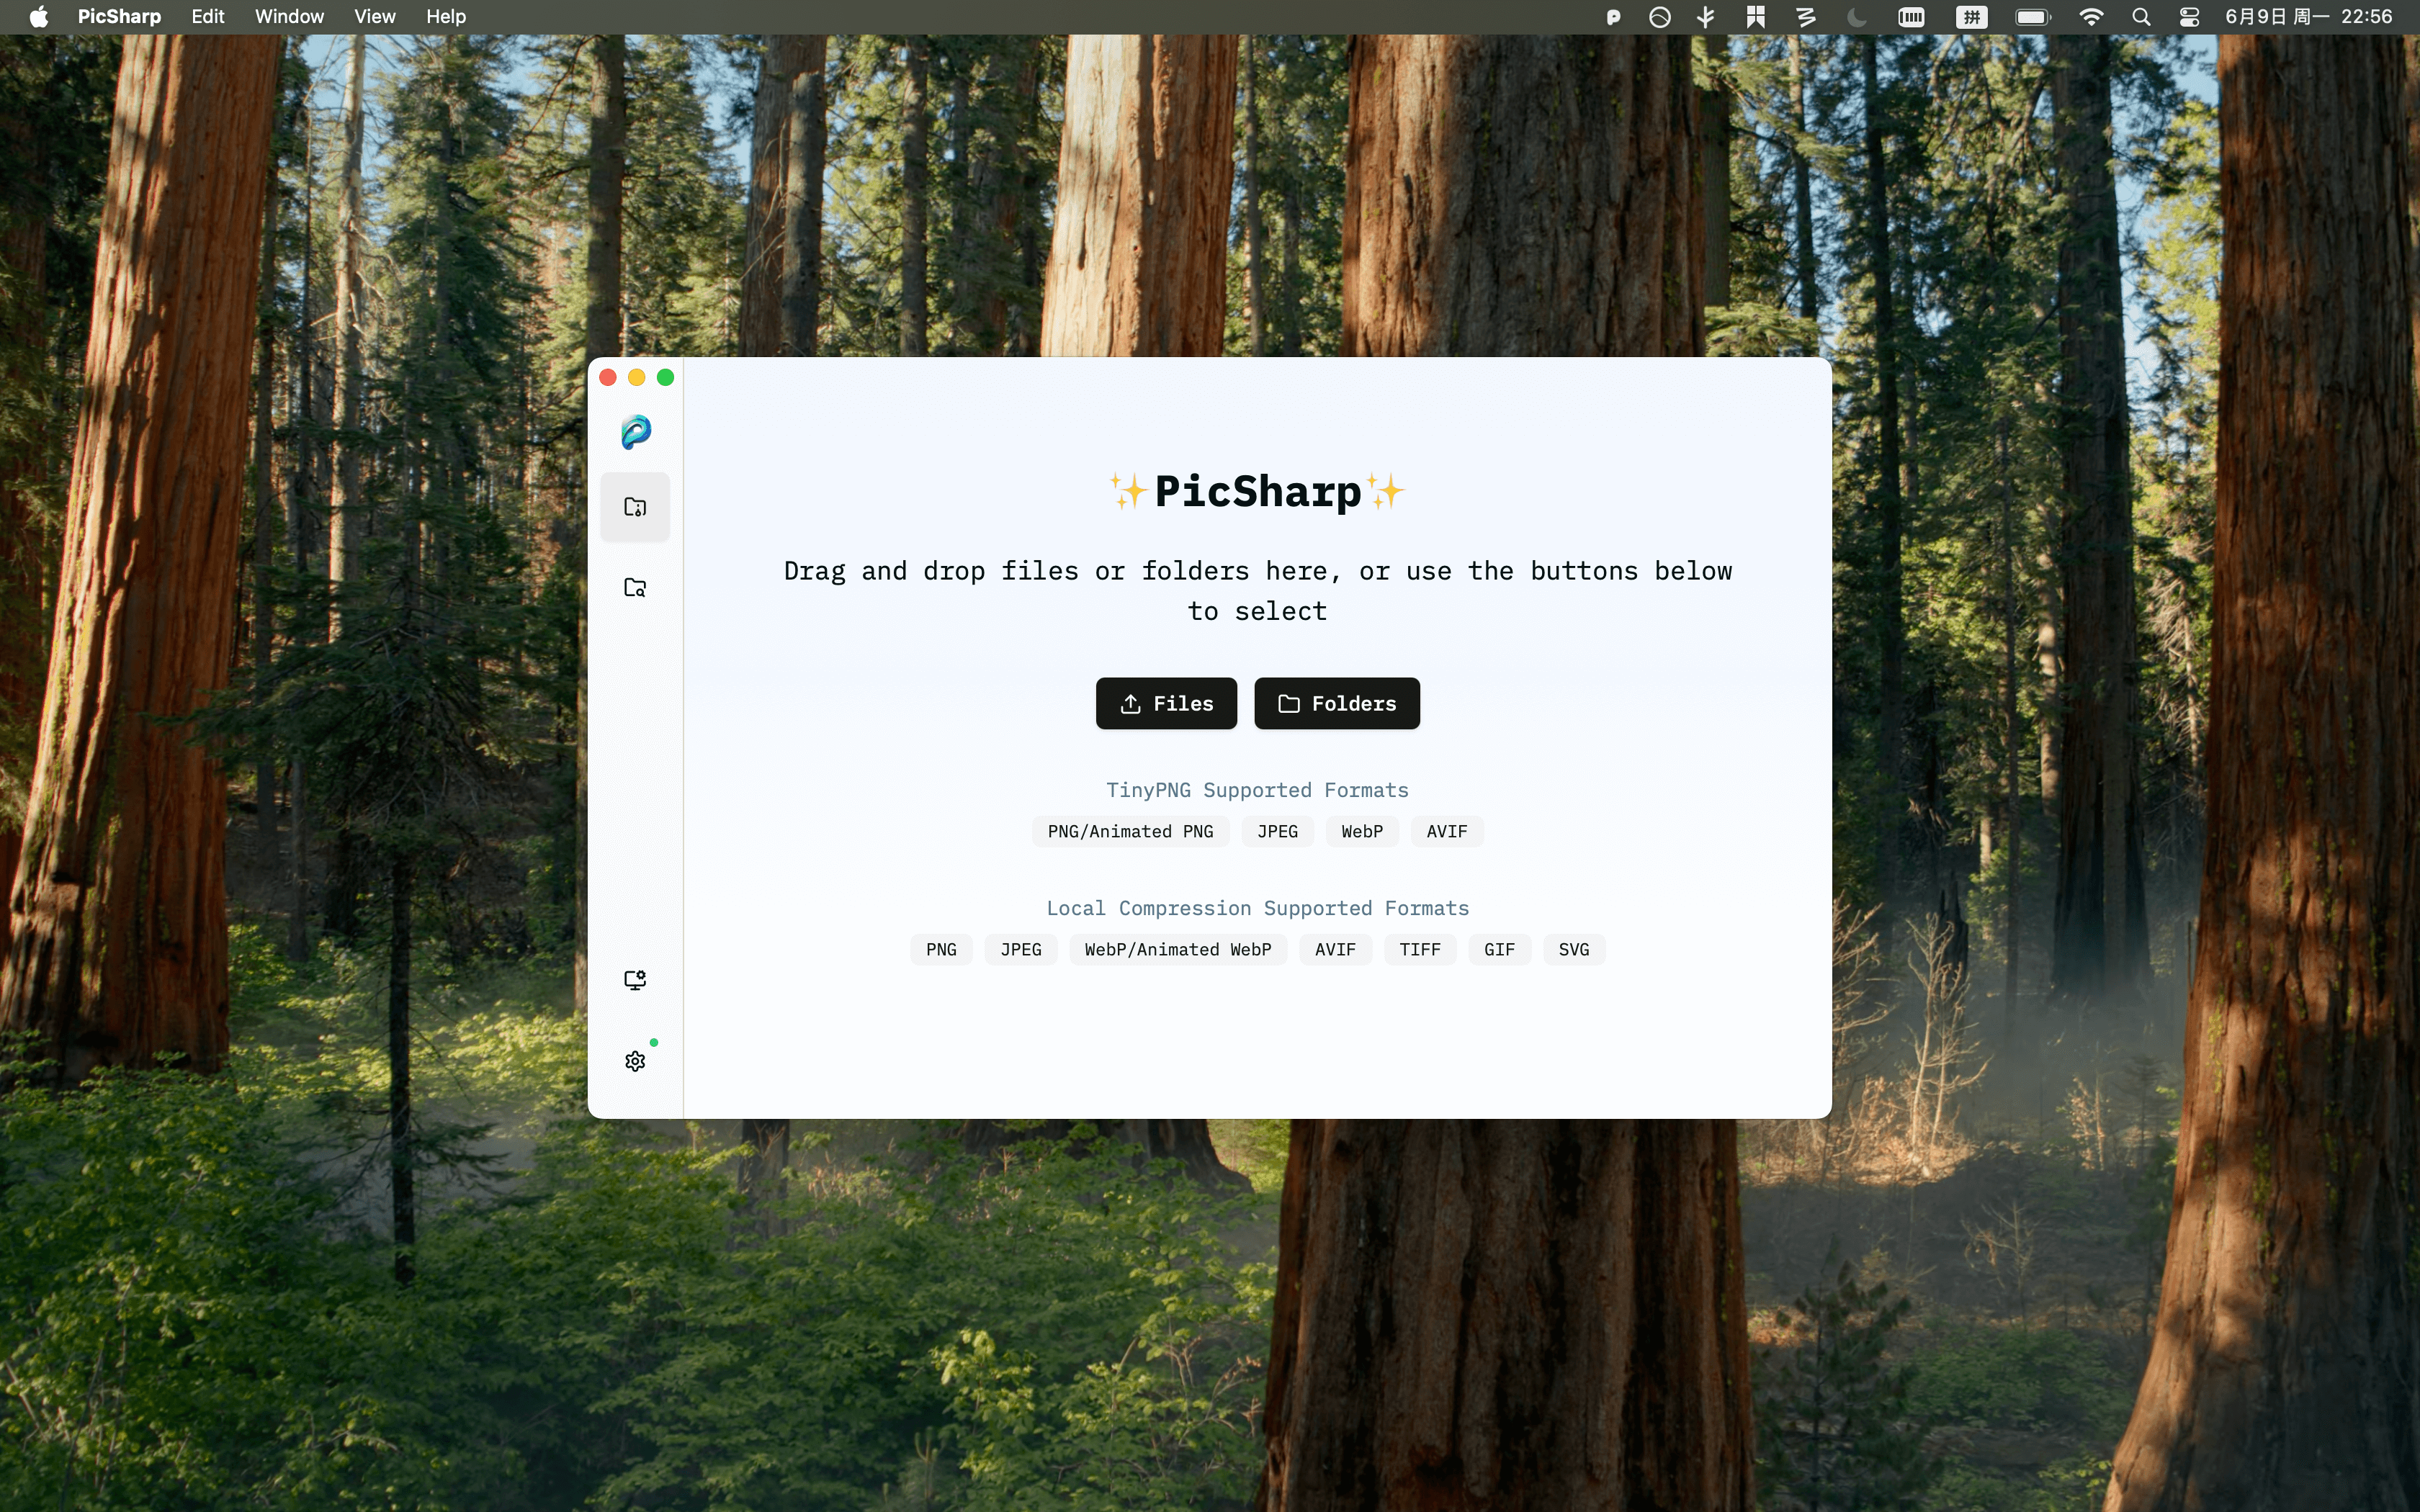 PicSharp Edit Window View Help 拼 6月9日 周一 22:56
✨PicSharp✨
Drag and drop files or folders here, or use the buttons below
to select
Files Folders
TinyPNG Supported Formats
PNG/Animated PNG JPEG WebP AVIF
Local Compression Supported Formats
PNG JPEG WebP/Animated WebP AVIF TIFF GIF SVG